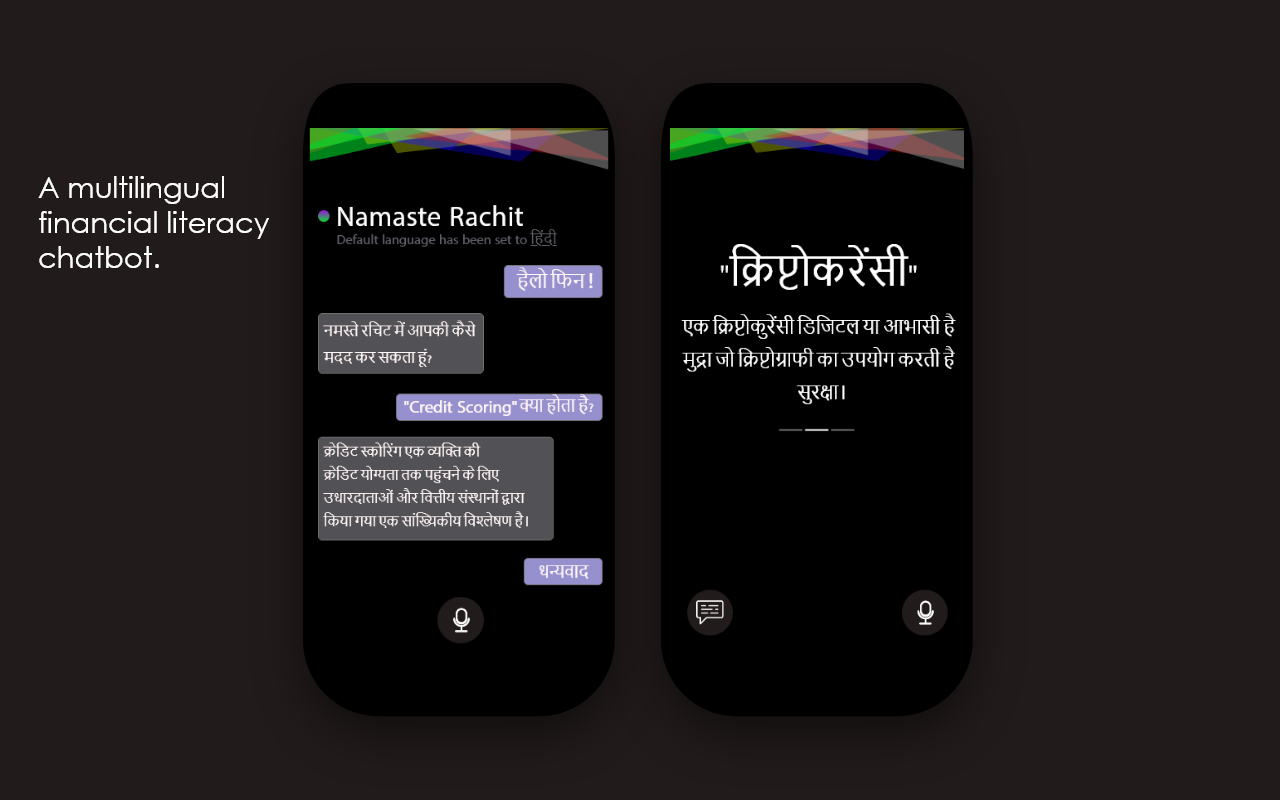 A multilingual
financial literacy
chatbot.
Namaste Rachit
Default language has been set to हिंदी
हैलो फिन !
नमस्ते रचिट में आपकी कैसे
मदद कर सकता हूं?
"Credit Scoring" क्या होता है?
क्रेडिट स्कोरिंग एक व्यक्ति की
क्रेडिट योग्यता तक पहुंचने के लिए
उधारदाताओं और वित्तीय संस्थानों द्वारा
किया गया एक सांख्यिकीय विश्लेषण है।
धन्यवाद
"क्रिप्टोकरेंसी"
एक क्रिप्टोकुरेंसी डिजिटल या आभासी है
मुद्रा जो क्रिप्टोग्राफी का उपयोग करती है
सुरक्षा।